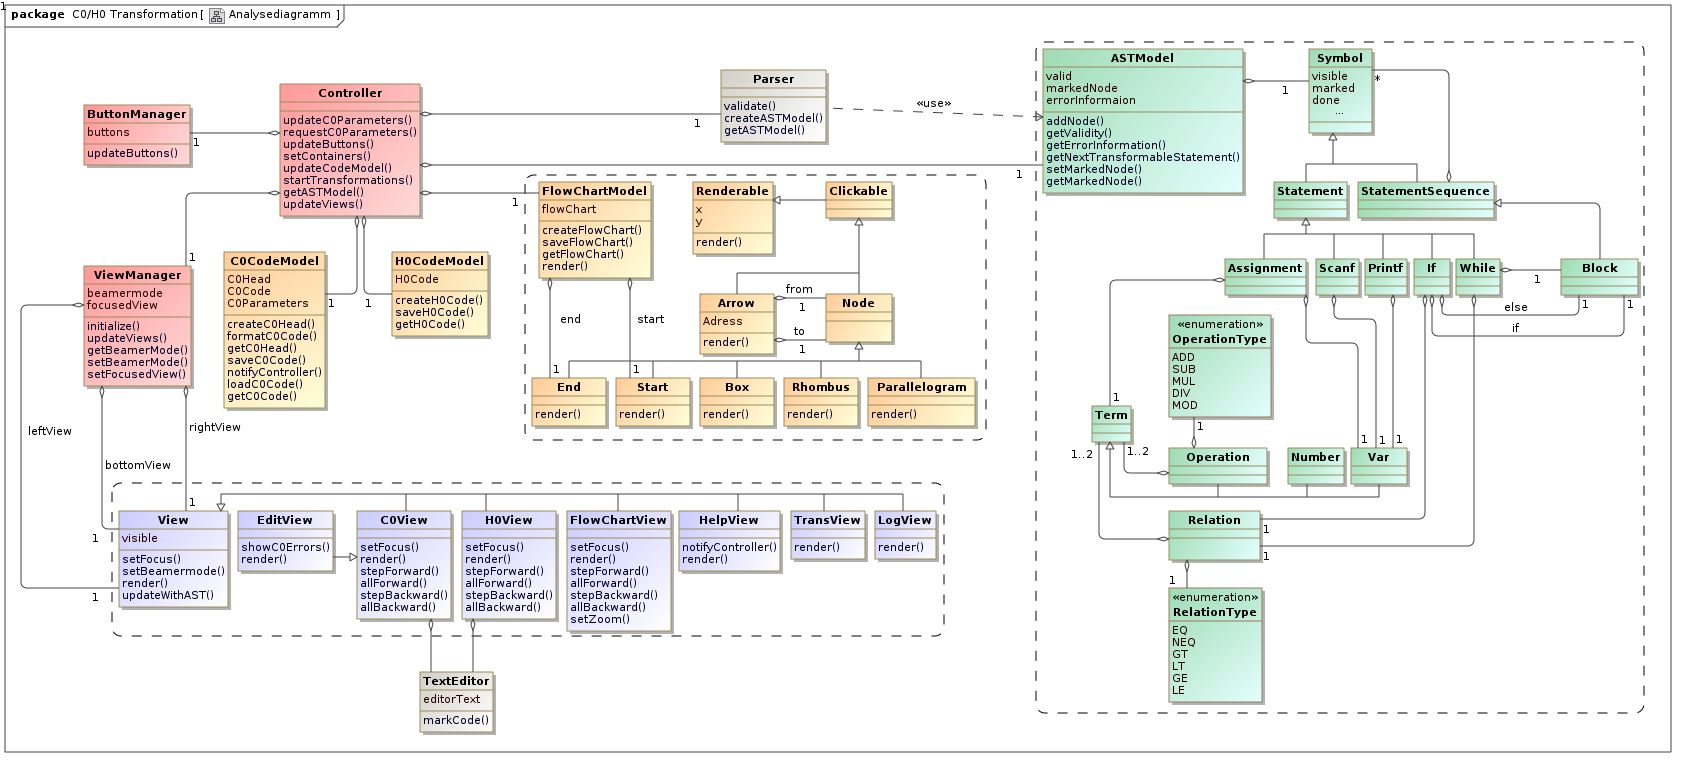 1
package C0/H0 Transformation[ Analysediagramm ]
ButtonManager
buttons
updateButtons()
1
Controller
updateC0Parameters()
requestC0Parameters()
updateButtons()
setContainers()
updateCodeModel()
startTransformations()
getASTModel()
updateViews()
Parser
validate()
createASTModel()
getASTModel()
1
«use»
1
1
ASTModel
valid
markedNode
errorInformaion
addNode()
getValidity()
getErrorInformation()
getNextTransformableStatement()
setMarkedNode()
getMarkedNode()
1
Symbol
visible
marked
done
...
*
Statement
StatementSequence
Assignment
Scanf
Printf
If
While
1
Block
else
if
1
1
ViewManager
beamermode
focusedView
initialize()
updateViews()
getBeamerMode()
setBeamerMode()
setFocusedView()
1
C0CodeModel
C0Head
C0Code
C0Parameters
createC0Head()
formatC0Code()
getC0Head()
saveC0Code()
notifyController()
loadC0Code()
getC0Code()
1
H0CodeModel
H0Code
createH0Code()
saveH0Code()
getH0Code()
1
FlowChartModel
flowChart
createFlowChart()
saveFlowChart()
getFlowChart()
render()
Renderable
x
y
render()
Clickable
Arrow
Adress
render()
from
1
to
1
Node
end
start
1
1
End
render()
Start
render()
Box
render()
Rhombus
render()
Parallelogram
render()
«enumeration»
OperationType
ADD
SUB
MUL
DIV
MOD
1
Term
1
1..2
1..2
Operation
Number
Var
1
1
1
Relation
1
1
1
«enumeration»
RelationType
EQ
NEQ
GT
LT
GE
LE
leftView
bottomView
rightView
1
1
1
View
visible
setFocus()
setBeamermode()
render()
updateWithAST()
EditView
showC0Errors()
render()
C0View
setFocus()
render()
stepForward()
allForward()
stepBackward()
allBackward()
H0View
setFocus()
render()
stepForward()
allForward()
stepBackward()
allBackward()
FlowChartView
setFocus()
render()
stepForward()
allForward()
stepBackward()
allBackward()
setZoom()
HelpView
notifyController()
render()
TransView
render()
LogView
render()
TextEditor
editorText
markCode()